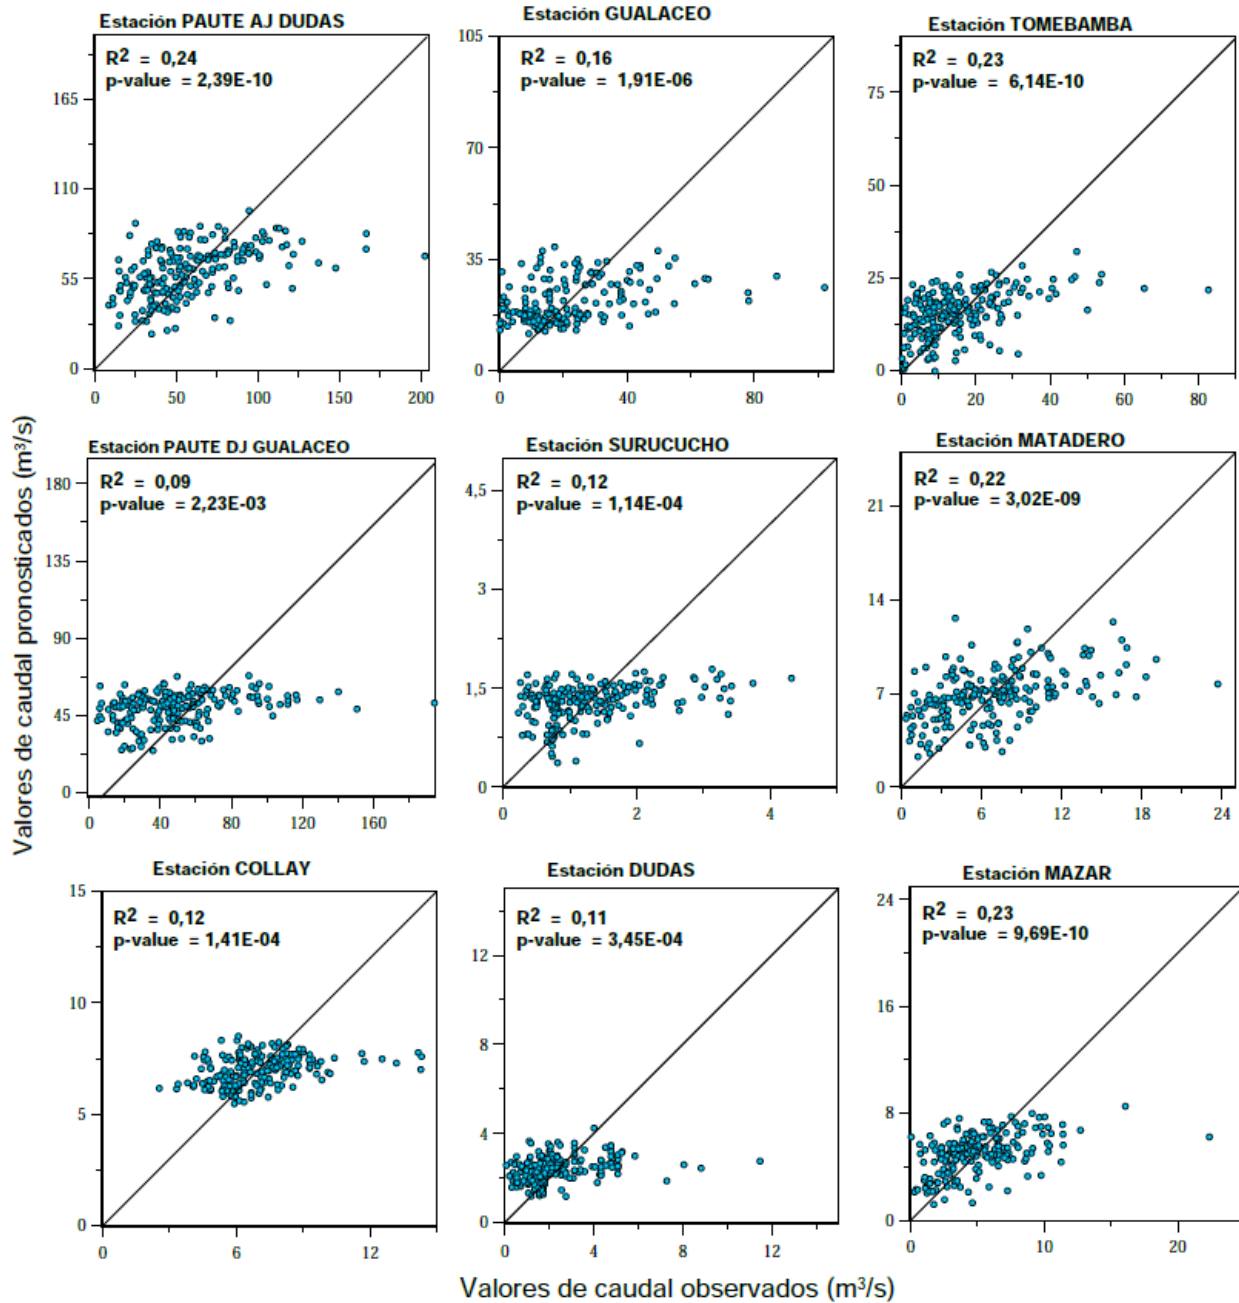 Estación PAUTE AJ DUDAS
R2 = 0,24
p-value = 2,39E-10
165
110
55
0
0
50
100
150
200
Estación GUALACEO
R2 = 0,16
p-value = 1,91E-06
105
70
35
0
0
40
80
Estación TOMEBAMBA
R2 = 0,23
p-value = 6,14E-10
75
50
25
0
0
20
40
60
80
Valores de caudal pronosticados (m³/s)
Estación PAUTE DJ GUALACEO
R2 = 0,09
p-value = 2,23E-03
180
135
90
45
0
0
40
80
120
160
Estación SURUCUCHO
R2 = 0,12
p-value = 1,14E-04
4,5
3
1,5
0
0
2
4
Estación MATADERO
R2 = 0,22
p-value = 3,02E-09
21
14
7
0
0
6
12
18
24
Estación COLLAY
R2 = 0,12
p-value = 1,41E-04
15
10
5
0
0
6
12
Estación DUDAS
R2 = 0,11
p-value = 3,45E-04
12
8
4
0
0
4
8
12
Estación MAZAR
R2 = 0,23
p-value = 9,69E-10
24
16
8
0
0
10
20
Valores de caudal observados (m³/s)